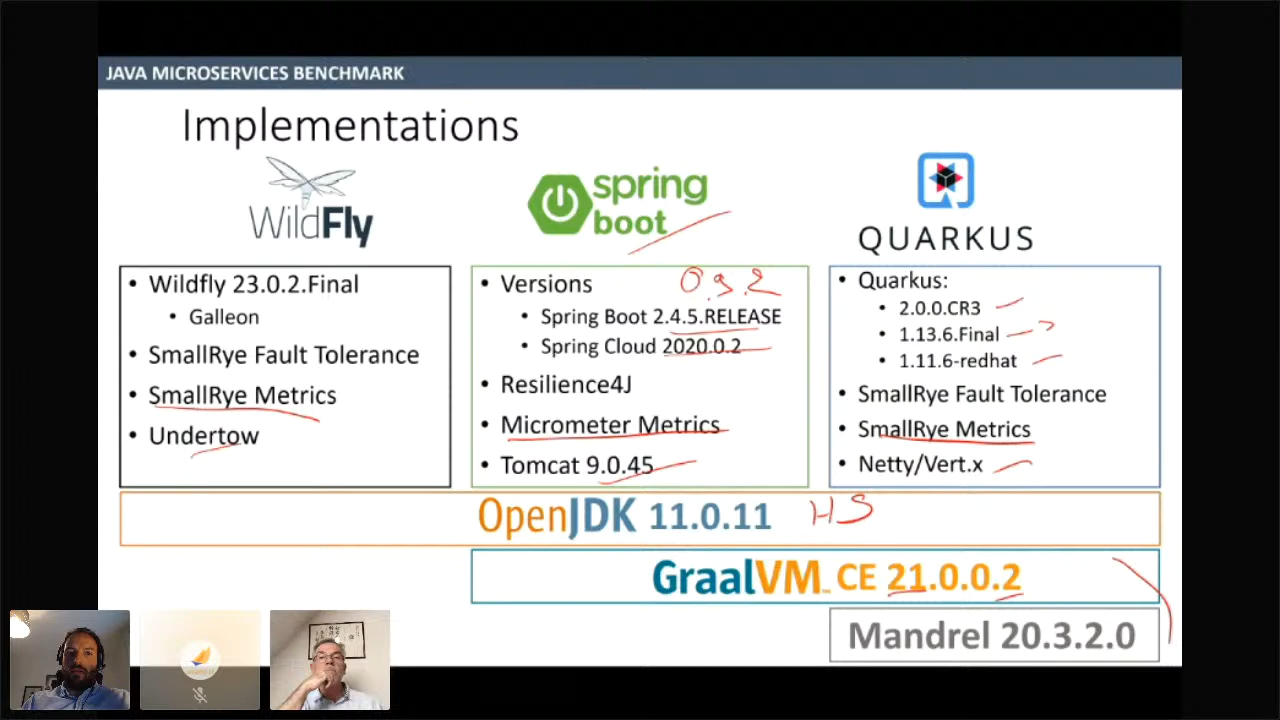 JAVA MICROSERVICES BENCHMARK
Implementations
WildFly
• Wildfly 23.0.2.Final
• Galleon
• SmallRye Fault Tolerance
• SmallRye Metrics
• Undertow
spring
boot
• Versions
0.9.2
• Spring Boot 2.4.5.RELEASE
• Spring Cloud 2020.0.2
• Resilience4J
• Micrometer Metrics
• Tomcat 9.0.45
QUARKUS
• Quarkus:
• 2.0.0.CR3
• 1.13.6.Final
• 1.11.6-redhat
• SmallRye Fault Tolerance
• SmallRye Metrics
• Netty/Vert.x
OpenJDK 11.0.11 HS
GraalVM CE 21.0.0.2
Mandrel 20.3.2.0